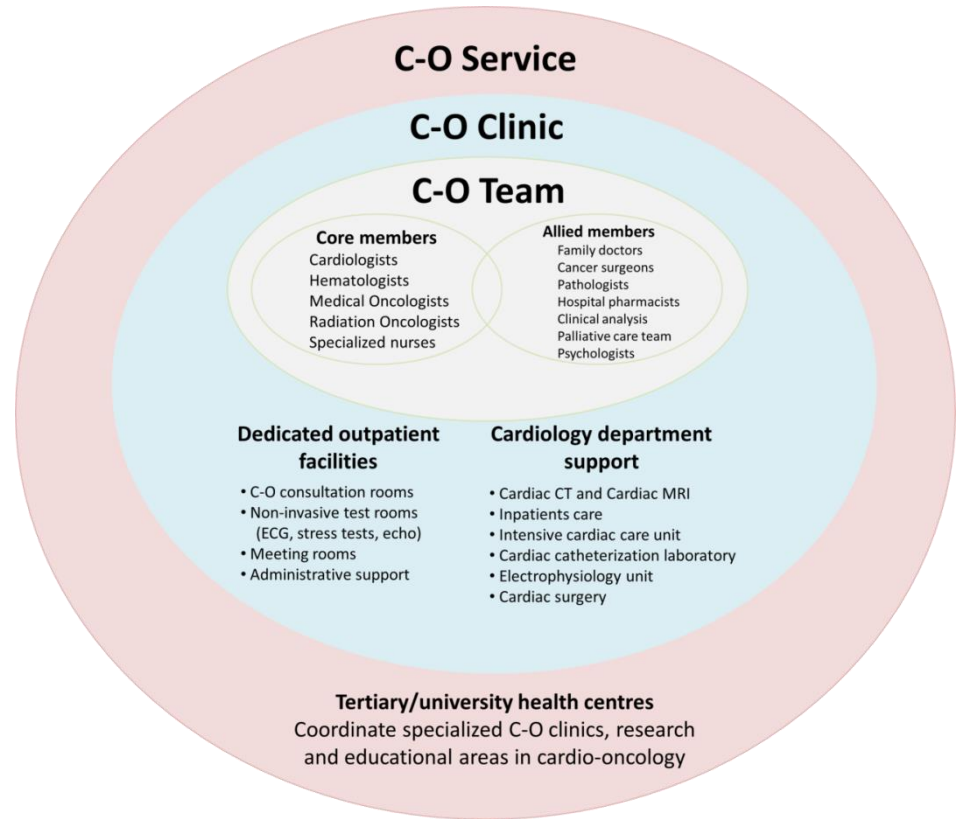 C-O Service
C-O Clinic
C-O Team
Core members
Cardiologists
Hematologists
Medical Oncologists
Radiation Oncologists
Specialized nurses
Allied members
Family doctors
Cancer surgeons
Pathologists
Hospital pharmacists
Clinical analysis
Palliative care team
Psychologists
Dedicated outpatient
facilities
• C-O consultation rooms
• Non-invasive test rooms
(ECG, stress tests, echo)
• Meeting rooms
• Administrative support
Cardiology department
support
• Cardiac CT and Cardiac MRI
• Inpatients care
• Intensive cardiac care unit
• Cardiac catheterization laboratory
• Electrophysiology unit
• Cardiac surgery
Tertiary/university health centres
Coordinate specialized C-O clinics, research
and educational areas in cardio-oncology